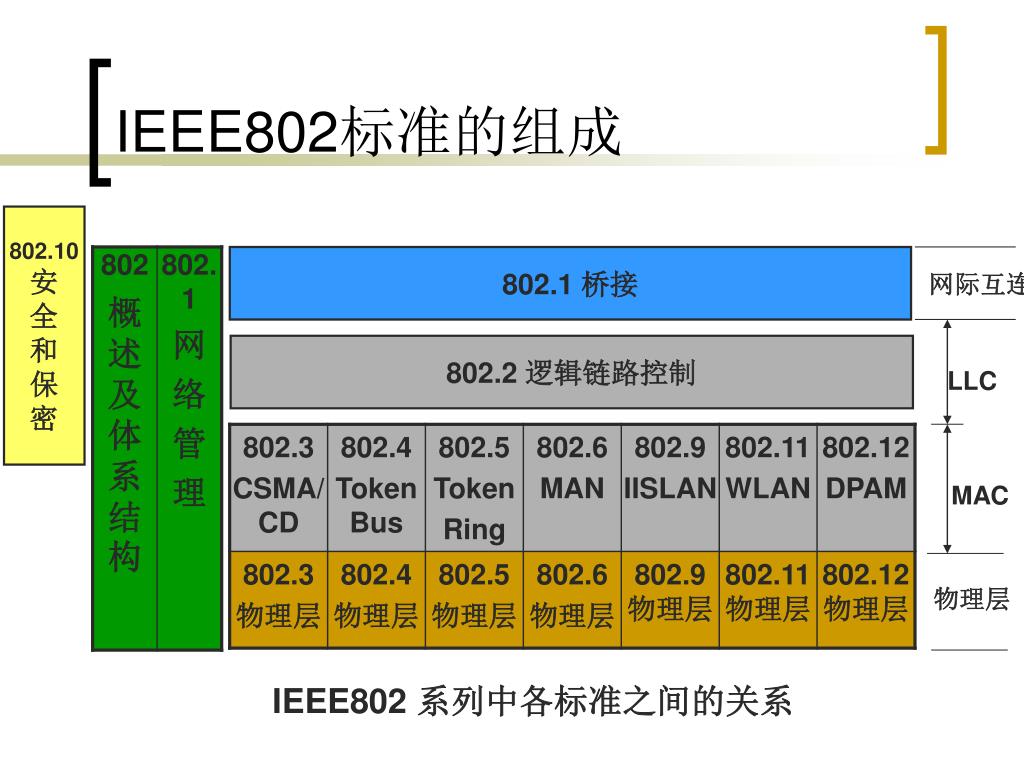 IEEE802标准的组成
802.10
安
全
和
保
密
802
概
述
及
体
系
结
构
802.
1
网
络
管
理
802.1 桥接
网际互连
802.2 逻辑链路控制
LLC
802.3
CSMA/
CD
802.4
Token
Bus
802.5
Token
Ring
802.6
MAN
802.9
IISLAN
802.11
WLAN
802.12
DPAM
MAC
802.3
物理层
802.4
物理层
802.5
物理层
802.6
物理层
802.9
物理层
802.11
物理层
802.12
物理层
物理层
IEEE802 系列中各标准之间的关系